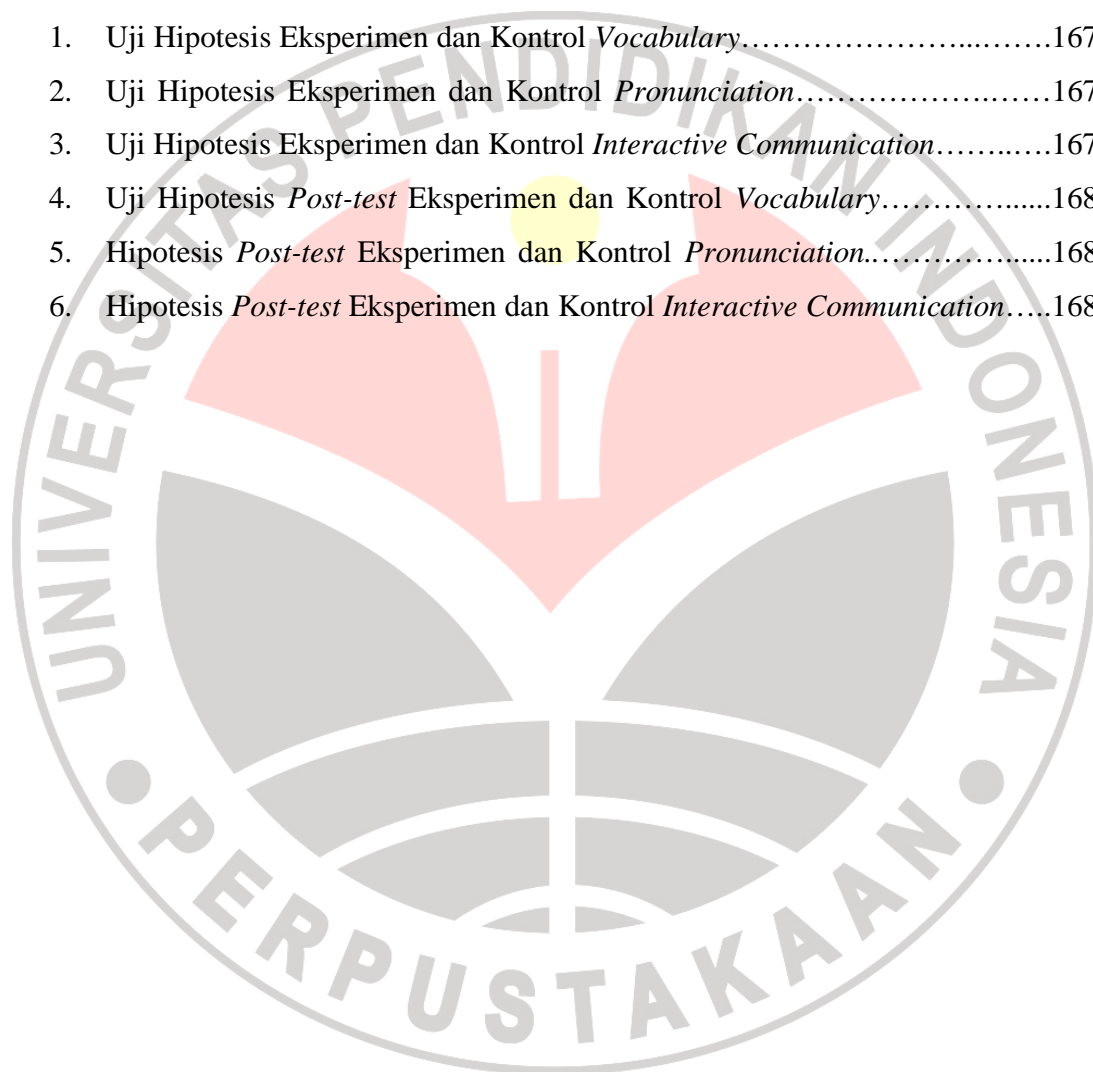 1. Uji Hipotesis Eksperimen dan Kontrol Vocabulary…………………...…….167
2. Uji Hipotesis Eksperimen dan Kontrol Pronunciation……………….……167
3. Uji Hipotesis Eksperimen dan Kontrol Interactive Communication……..….167
4. Uji Hipotesis Post-test Eksperimen dan Kontrol Vocabulary…………......168
5. Hipotesis Post-test Eksperimen dan Kontrol Pronunciation..…………......168
6. Hipotesis Post-test Eksperimen dan Kontrol Interactive Communication…..168
UNIVERSITAS PENDIDIKAN INDONESIA
PERPUSTAKAAN